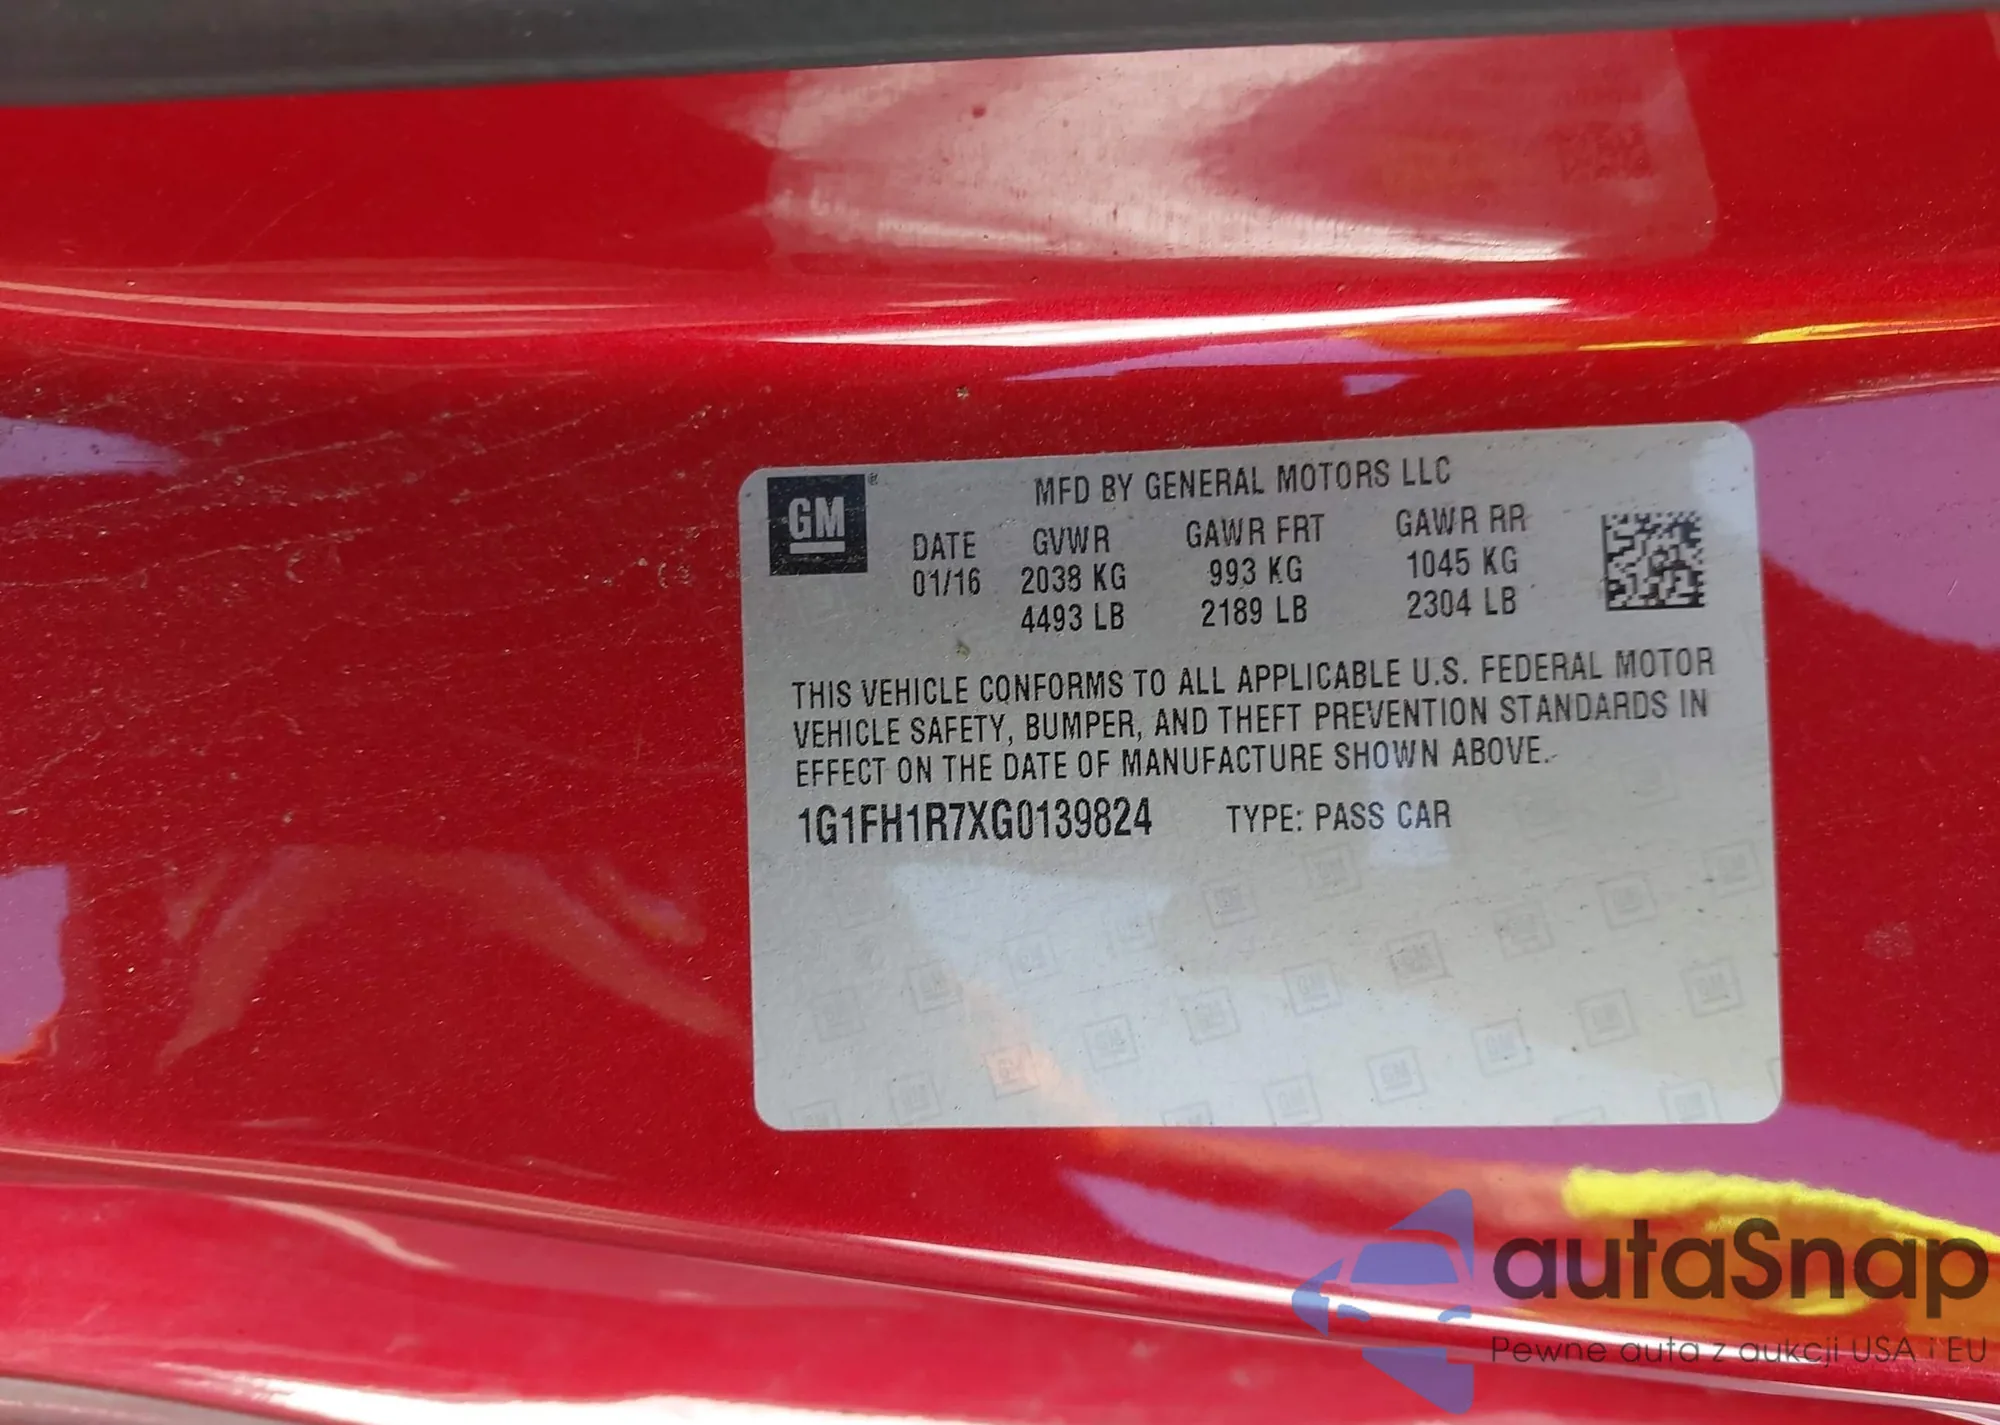 GM®
MFD BY GENERAL MOTORS LLC
DATE GVWR GAWR FRT GAWR RR
01/16 2038 KG 993 KG 1045 KG
4493 LB 2189 LB 2304 LB
THIS VEHICLE CONFORMS TO ALL APPLICABLE U.S. FEDERAL MOTOR
VEHICLE SAFETY, BUMPER, AND THEFT PREVENTION STANDARDS IN
EFFECT ON THE DATE OF MANUFACTURE SHOWN ABOVE.
1G1FH1R7XG0139824 TYPE: PASS CAR
autaSnap
Pewne auta z aukcji USA i EU